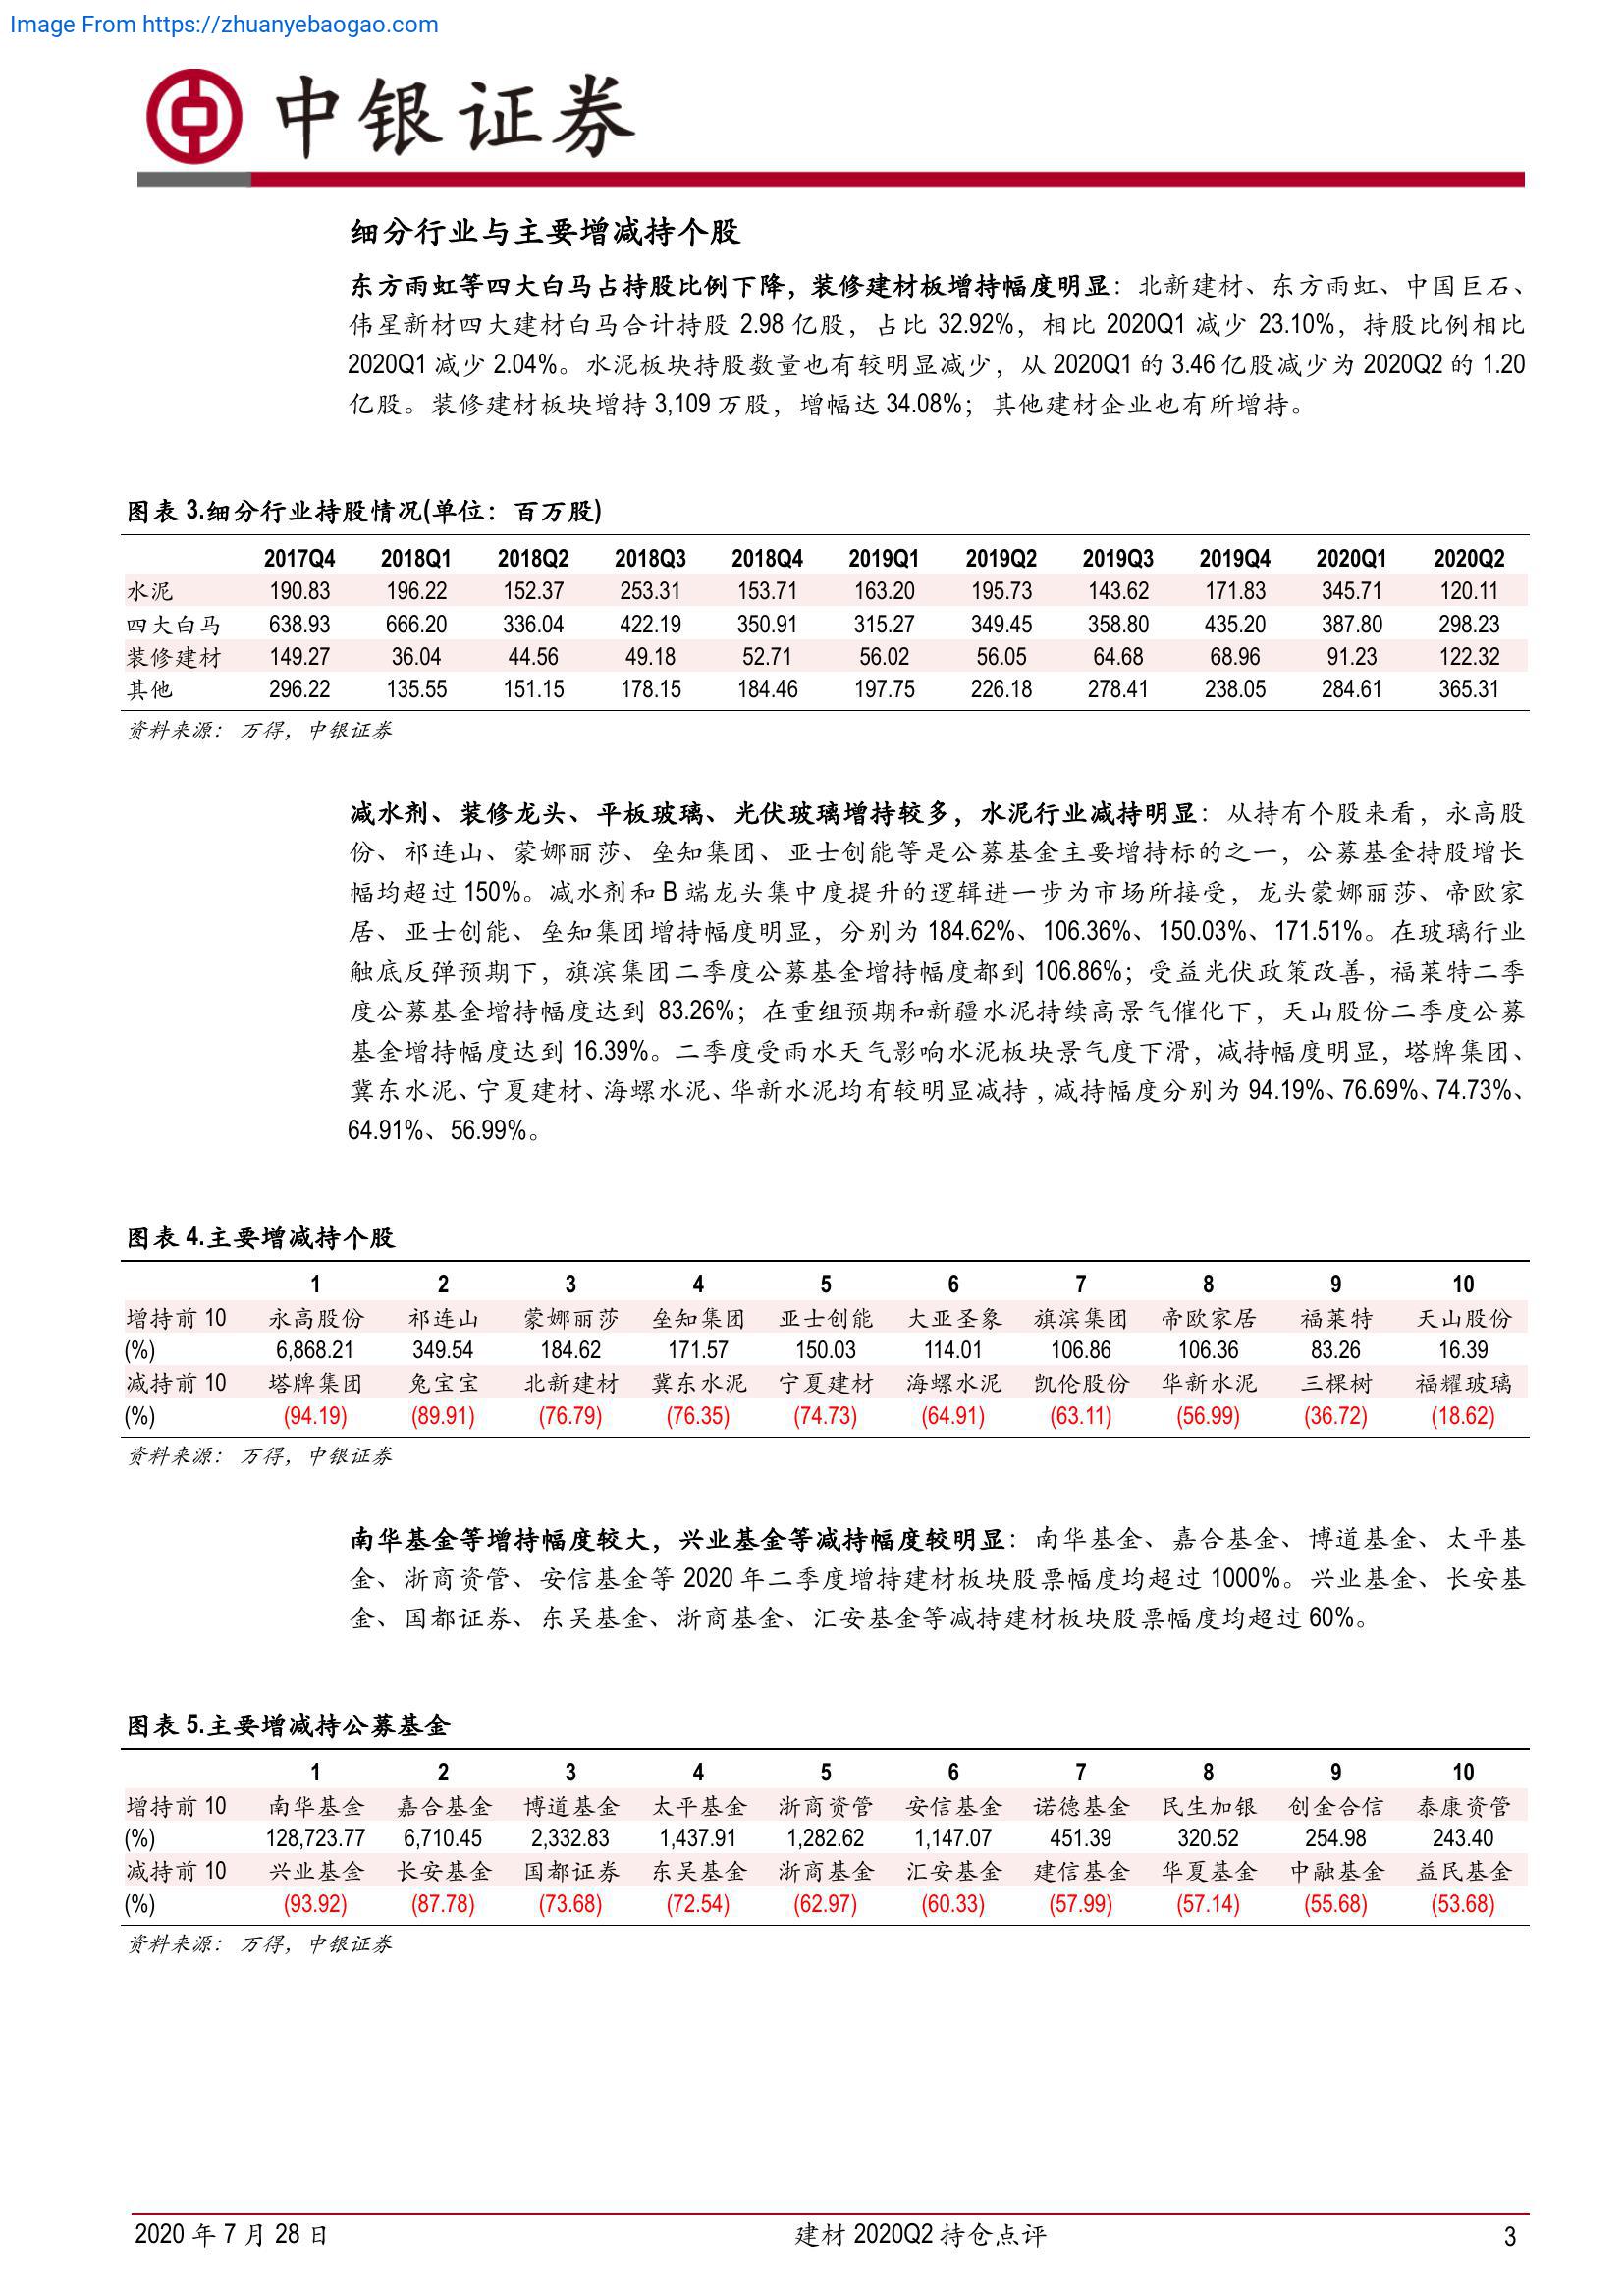 Image From https://zhuanyebaogao.com
中银证券
细分行业与主要增减持个股
东方雨虹等四大白马占持股比例下降，装修建材板增持幅度明显：北新建材、东方雨虹、中国巨石、
伟星新材四大建材白马合计持股 2.98 亿股，占比 32.92%，相比 2020Q1 减少 23.10%，持股比例相比
2020Q1 减少 2.04%。水泥板块持股数量也有较明显减少，从 2020Q1 的 3.46 亿股减少为 2020Q2 的 1.20
亿股。装修建材板块增持 3,109 万股，增幅达 34.08%；其他建材企业也有所增持。
图表 3.细分行业持股情况(单位：百万股)
2017Q4 2018Q1 2018Q2 2018Q3 2018Q4 2019Q1 2019Q2 2019Q3 2019Q4 2020Q1 2020Q2
水泥 190.83 196.22 152.37 253.31 153.71 163.20 195.73 143.62 171.83 345.71 120.11
四大白马 638.93 666.20 336.04 422.19 350.91 315.27 349.45 358.80 435.20 387.80 298.23
装修建材 149.27 36.04 44.56 49.18 52.71 56.02 56.05 64.68 68.96 91.23 122.32
其他 296.22 135.55 151.15 178.15 184.46 197.75 226.18 278.41 238.05 284.61 365.31
资料来源：万得，中银证券
减水剂、装修龙头、平板玻璃、光伏玻璃增持较多，水泥行业减持明显：从持有个股来看，永高股
份、祁连山、蒙娜丽莎、垒知集团、亚士创能等是公募基金主要增持标的之一，公募基金持股增长
幅均超过 150%。减水剂和 B 端龙头集中度提升的逻辑进一步为市场所接受，龙头蒙娜丽莎、帝欧家
居、亚士创能、垒知集团增持幅度明显，分别为 184.62%、106.36%、150.03%、171.51%。在玻璃行业
触底反弹预期下，旗滨集团二季度公募基金增持幅度都到 106.86%；受益光伏政策改善，福莱特二季
度公募基金增持幅度达到 83.26%；在重组预期和新疆水泥持续高景气催化下，天山股份二季度公募
基金增持幅度达到 16.39%。二季度受雨水天气影响水泥板块景气度下滑，减持幅度明显，塔牌集团、
冀东水泥、宁夏建材、海螺水泥、华新水泥均有较明显减持，减持幅度分别为 94.19%、76.69%、74.73%、
64.91%、56.99%。
图表 4.主要增减持个股
1 2 3 4 5 6 7 8 9 10
增持前 10 永高股份 祁连山 蒙娜丽莎 垒知集团 亚士创能 大亚圣象 旗滨集团 帝欧家居 福莱特 天山股份
(%) 6,868.21 349.54 184.62 171.57 150.03 114.01 106.86 106.36 83.26 16.39
减持前 10 塔牌集团 兔宝宝 北新建材 冀东水泥 宁夏建材 海螺水泥 凯伦股份 华新水泥 三棵树 福耀玻璃
(%) (94.19) (89.91) (76.79) (76.35) (74.73) (64.91) (63.11) (56.99) (36.72) (18.62)
资料来源：万得，中银证券
南华基金等增持幅度较大，兴业基金等减持幅度较明显：南华基金、嘉合基金、博道基金、太平基
金、浙商资管、安信基金等 2020 年二季度增持建材板块股票幅度均超过 1000%。兴业基金、长安基
金、国都证券、东吴基金、浙商基金、汇安基金等减持建材板块股票幅度均超过 60%。
图表 5.主要增减持公募基金
1 2 3 4 5 6 7 8 9 10
增持前 10 南华基金 嘉合基金 博道基金 太平基金 浙商资管 安信基金 诺德基金 民生加银 创金合信 泰康资管
(%) 128,723.77 6,710.45 2,332.83 1,437.91 1,282.62 1,147.07 451.39 320.52 254.98 243.40
减持前 10 兴业基金 长安基金 国都证券 东吴基金 浙商基金 汇安基金 建信基金 华夏基金 中融基金 益民基金
(%) (93.92) (87.78) (73.68) (72.54) (62.97) (60.33) (57.99) (57.14) (55.68) (53.68)
资料来源：万得，中银证券
2020 年 7 月 28 日 建材 2020Q2 持仓点评 3